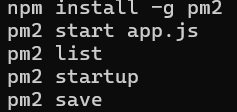 npm install -g pm2
pm2 start app.js
pm2 list
pm2 startup
pm2 save